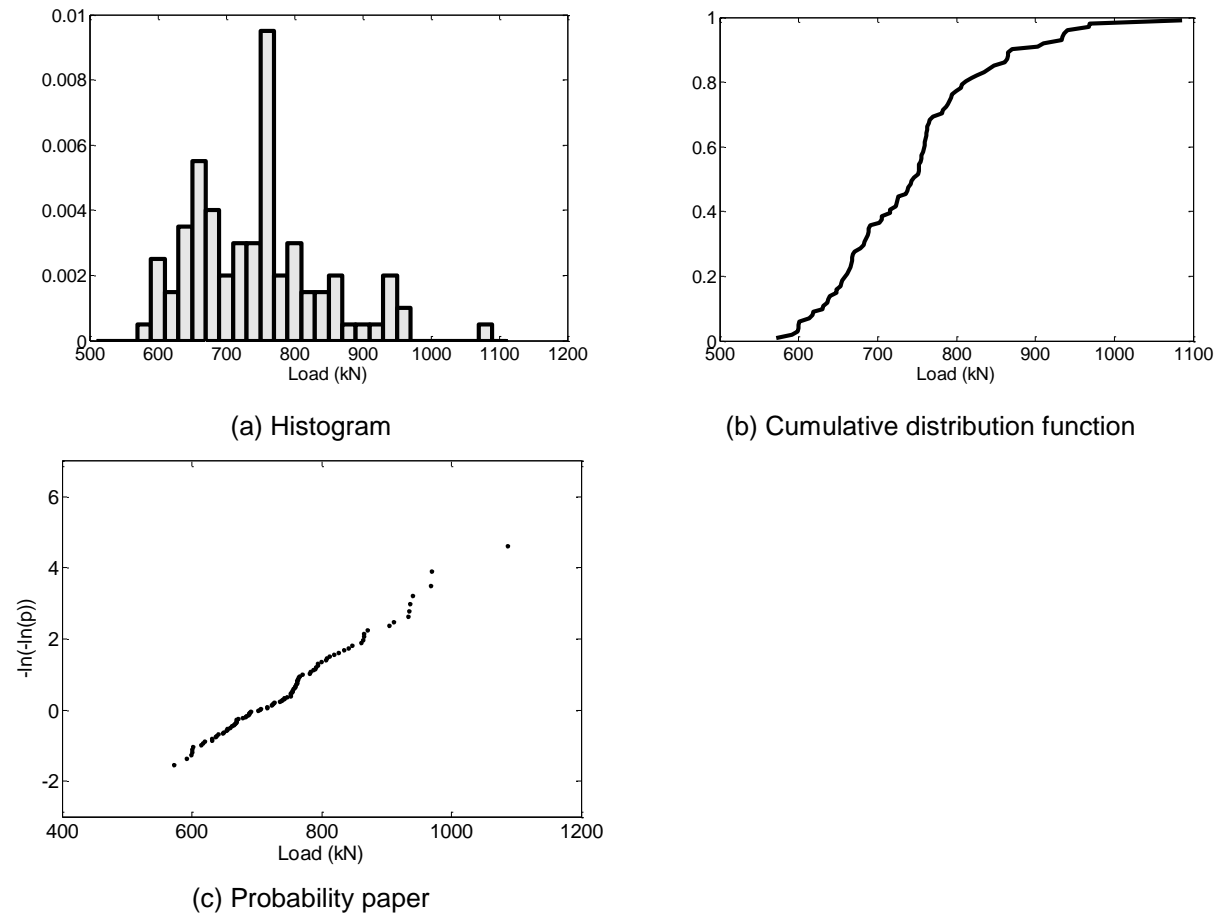 0.01
0.008
0.006
0.004
0.002
0
500 600 700 800 900 1000 1100 1200
Load (kN)
(a) Histogram
1
0.8
0.6
0.4
0.2
0
500 600 700 800 900 1000 1100
Load (kN)
(b) Cumulative distribution function
6
4
2
0
-2
400 600 800 1000 1200
-ln(-ln(p))
Load (kN)
(c) Probability paper